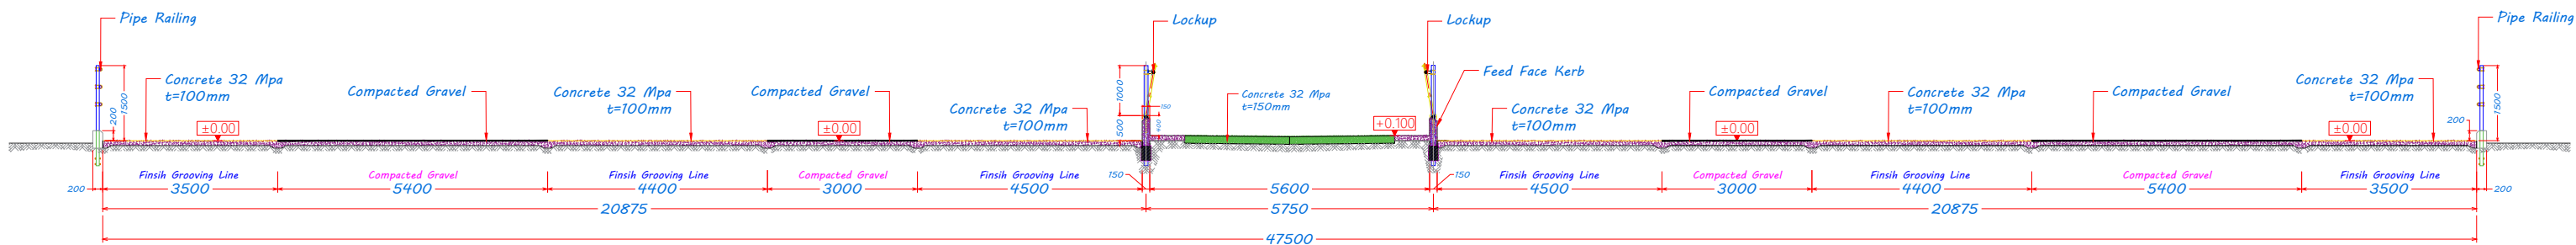 Pipe Railing
Lockup
Lockup
Pipe Railing
Concrete 32 Mpa
t=100mm
Compacted Gravel
Concrete 32 Mpa
t=100mm
Compacted Gravel
Concrete 32 Mpa
t=100mm
Concrete 32 Mpa
t=150mm
Feed Face Kerb
Concrete 32 Mpa
t=100mm
Compacted Gravel
Concrete 32 Mpa
t=100mm
Compacted Gravel
Concrete 32 Mpa
t=100mm
200
1500
1000
500
150
400
200
1500
±0.00
±0.00
+0.100
±0.00
±0.00
Finsih Grooving Line
Compacted Gravel
Finsih Grooving Line
Compacted Gravel
Finsih Grooving Line
Finsih Grooving Line
Compacted Gravel
Finsih Grooving Line
Compacted Gravel
Finsih Grooving Line
200
3500
5400
4400
3000
4500
150
5600
150
4500
3000
4400
5400
3500
200
20875
5750
20875
47500